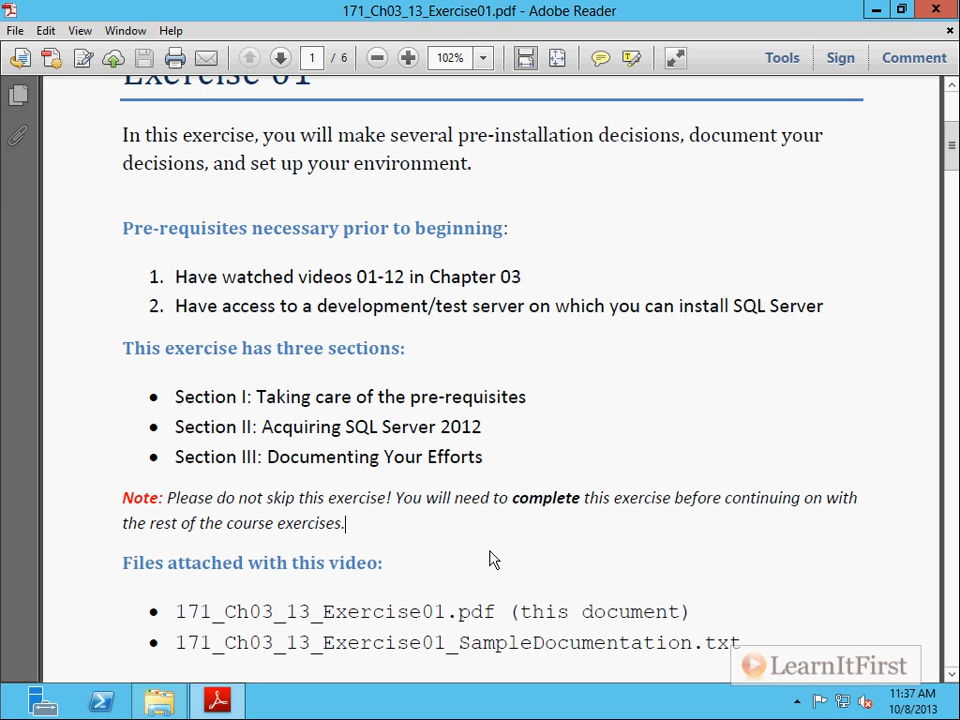 171_Ch03_13_Exercise01.pdf - Adobe Reader
File Edit View Window Help
1 / 6 102% Tools Sign Comment
Exercise 01
In this exercise, you will make several pre-installation decisions, document your
decisions, and set up your environment.
Pre-requisites necessary prior to beginning:
1. Have watched videos 01-12 in Chapter 03
2. Have access to a development/test server on which you can install SQL Server
This exercise has three sections:
• Section I: Taking care of the pre-requisites
• Section II: Acquiring SQL Server 2012
• Section III: Documenting Your Efforts
Note: Please do not skip this exercise! You will need to complete this exercise before continuing on with
the rest of the course exercises.
Files attached with this video:
• 171_Ch03_13_Exercise01.pdf (this document)
• 171_Ch03_13_Exercise01_SampleDocumentation.txt
LearnItFirst
11:37 AM
10/8/2013